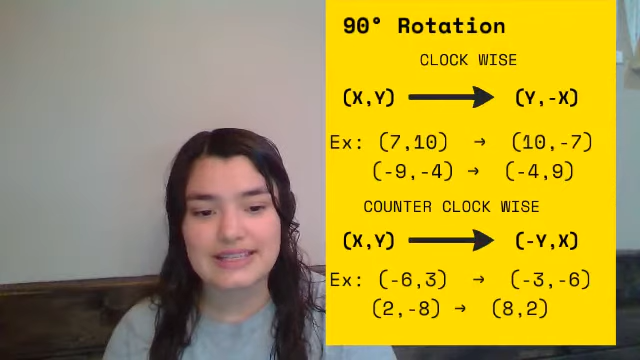 90° Rotation
CLOCK WISE
(X,Y) → (Y,-X)
Ex: (7,10) → (10,-7)
(-9,-4) → (-4,9)
COUNTER CLOCK WISE
(X,Y) → (-Y,X)
Ex: (-6,3) → (-3,-6)
(2,-8) → (8,2)